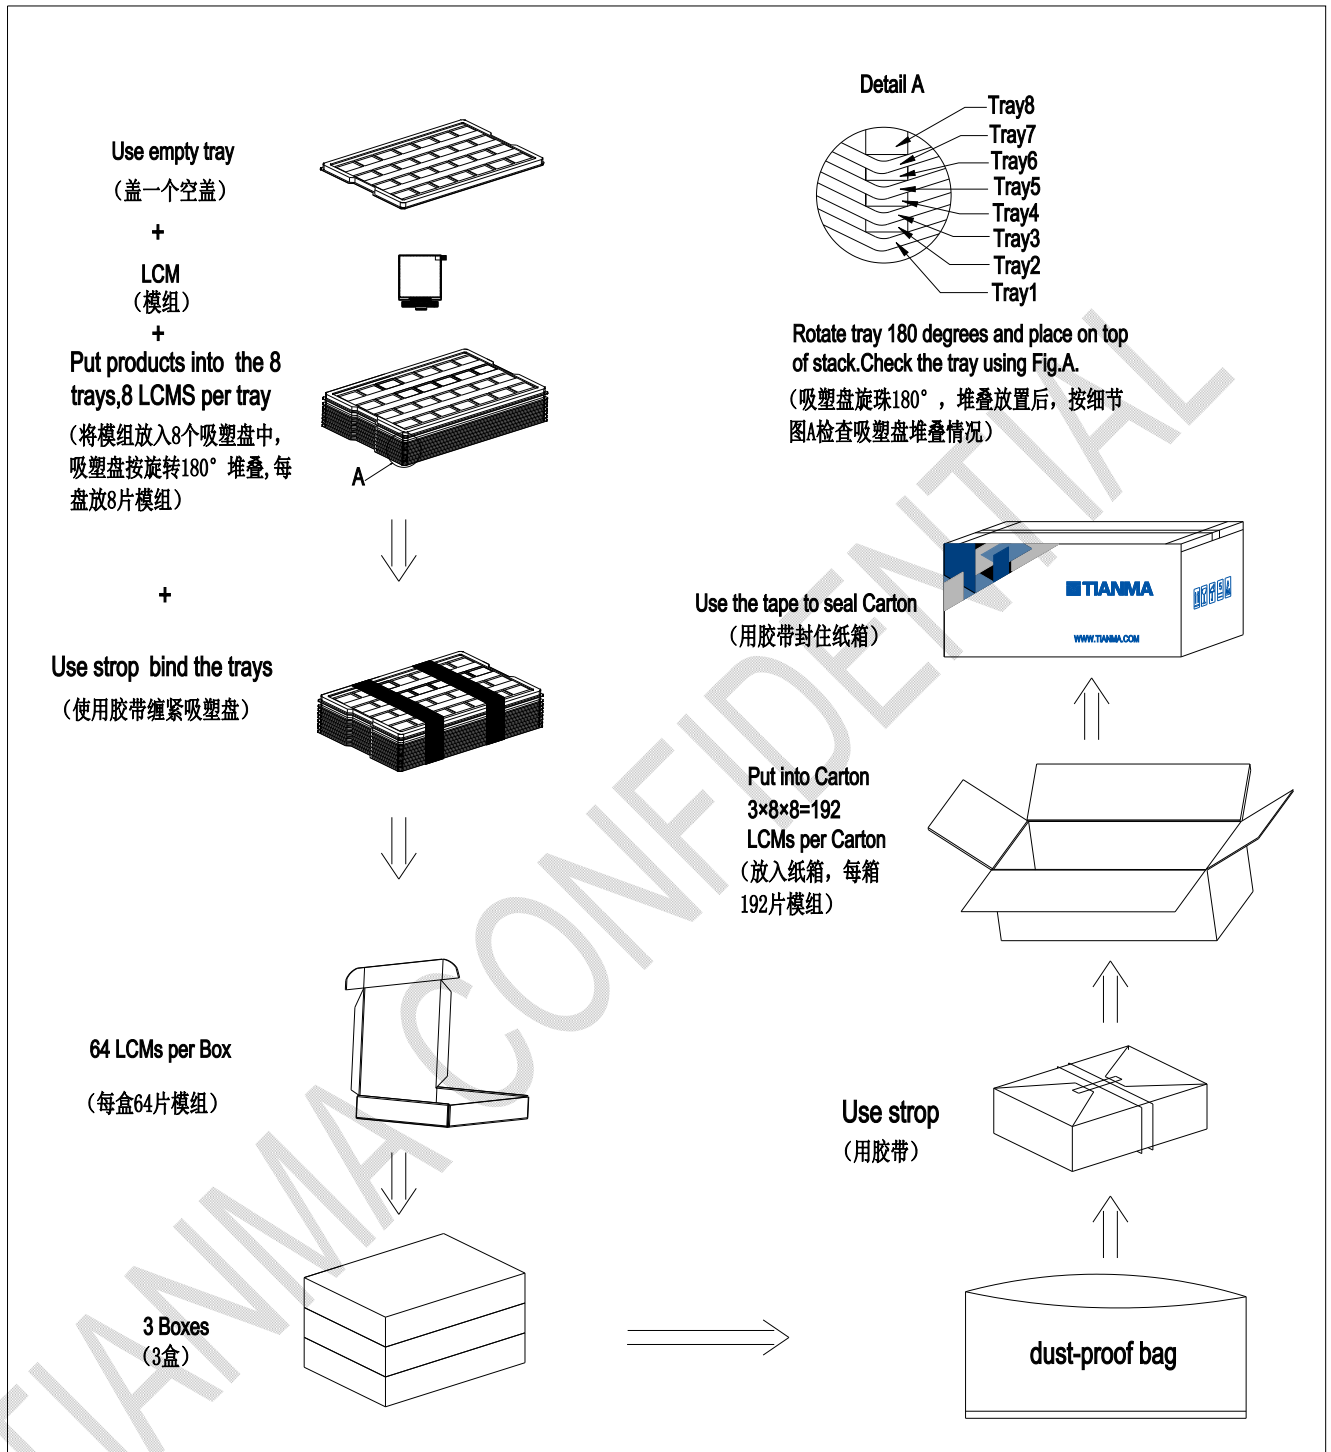 Use empty tray
（盖一个空盖）
+
LCM
（模组）
+
Put products into the 8
trays,8 LCMS per tray
（将模组放入8个吸塑盘中，
吸塑盘按旋转180°堆叠,每
盘放8片模组）
A
+
Use strop bind the trays
（使用胶带缠紧吸塑盘）
64 LCMs per Box
（每盒64片模组）
3 Boxes
（3盒）
Detail A
Tray8
Tray7
Tray6
Tray5
Tray4
Tray3
Tray2
Tray1
Rotate tray 180 degrees and place on top
of stack.Check the tray using Fig.A.
（吸塑盘旋珠180°，堆叠放置后，按细节
图A检查吸塑盘堆叠情况）
Use the tape to seal Carton
（用胶带封住纸箱）
TIANMA
WWW.TIANMA.COM
Put into Carton
3×8×8=192
LCMs per Carton
（放入纸箱，每箱
192片模组）
Use strop
（用胶带）
dust-proof bag
TIANMA CONFIDENTIAL